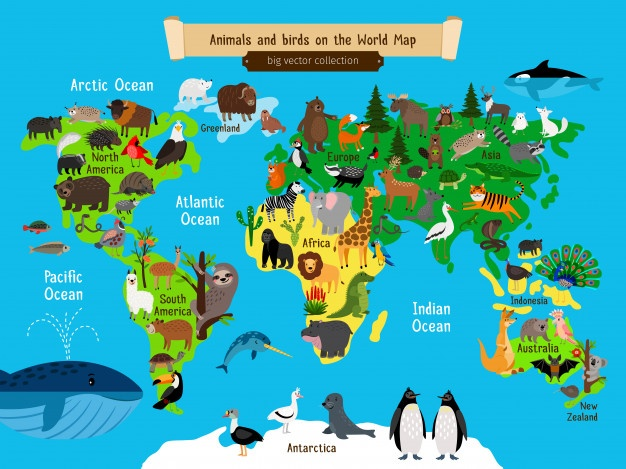 Animals and birds on the World Map
big vector collection
Arctic Ocean
Greenland
North
America
Europe
Asia
Atlantic
Ocean
Africa
Pacific
Ocean
South
America
Indian
Ocean
Indonesia
Australia
New
Zealand
Antarctica